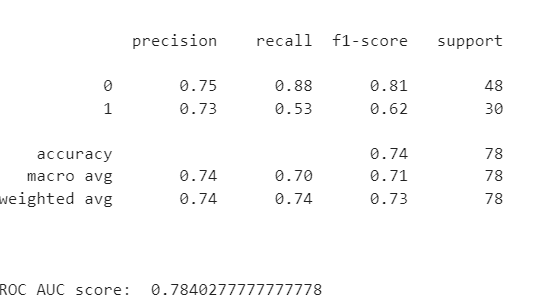 precision recall f1-score support
0 0.75 0.88 0.81 48
1 0.73 0.53 0.62 30
accuracy 0.74 78
macro avg 0.74 0.70 0.71 78
weighted avg 0.74 0.74 0.73 78
ROC AUC score: 0.7840277777777778